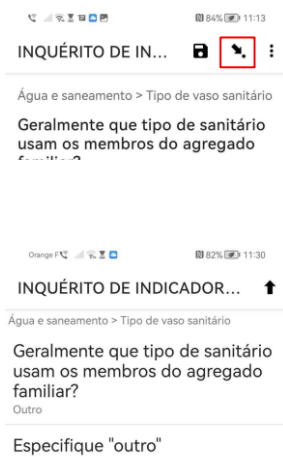 84% 11:13
INQUÉRITO DE IN...
Água e saneamento > Tipo de vaso sanitário
Geralmente que tipo de sanitário
usam os membros do agregado
familiar?
Orange F 82% 11:30
INQUÉRITO DE INDICADOR...
Água e saneamento > Tipo de vaso sanitário
Geralmente que tipo de sanitário
usam os membros do agregado
familiar?
Outro
Especifique "outro"